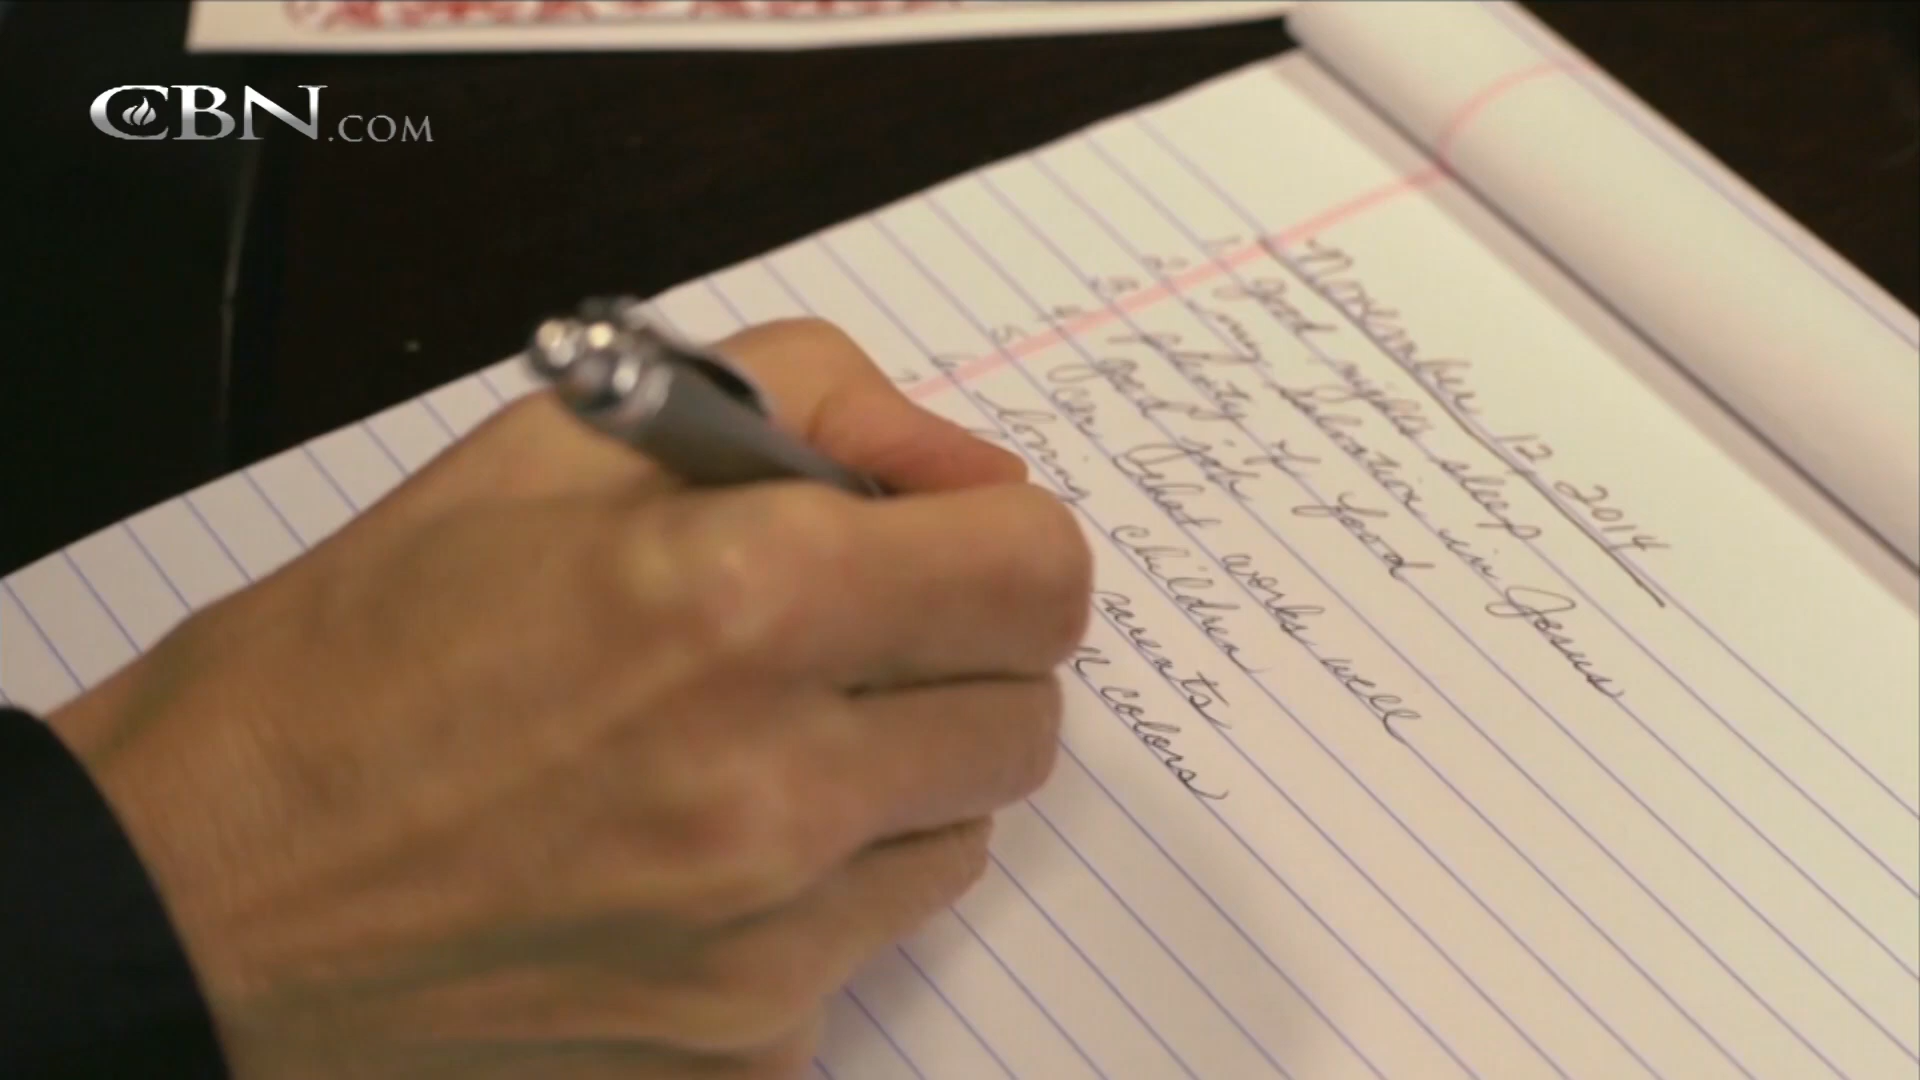 CBN.COM
November 12 2014
1 good nights sleep
2 my Salvation in Jesus
3 plenty of food
4 good job
5 Car that works well
6 loving children
7 parents
colors